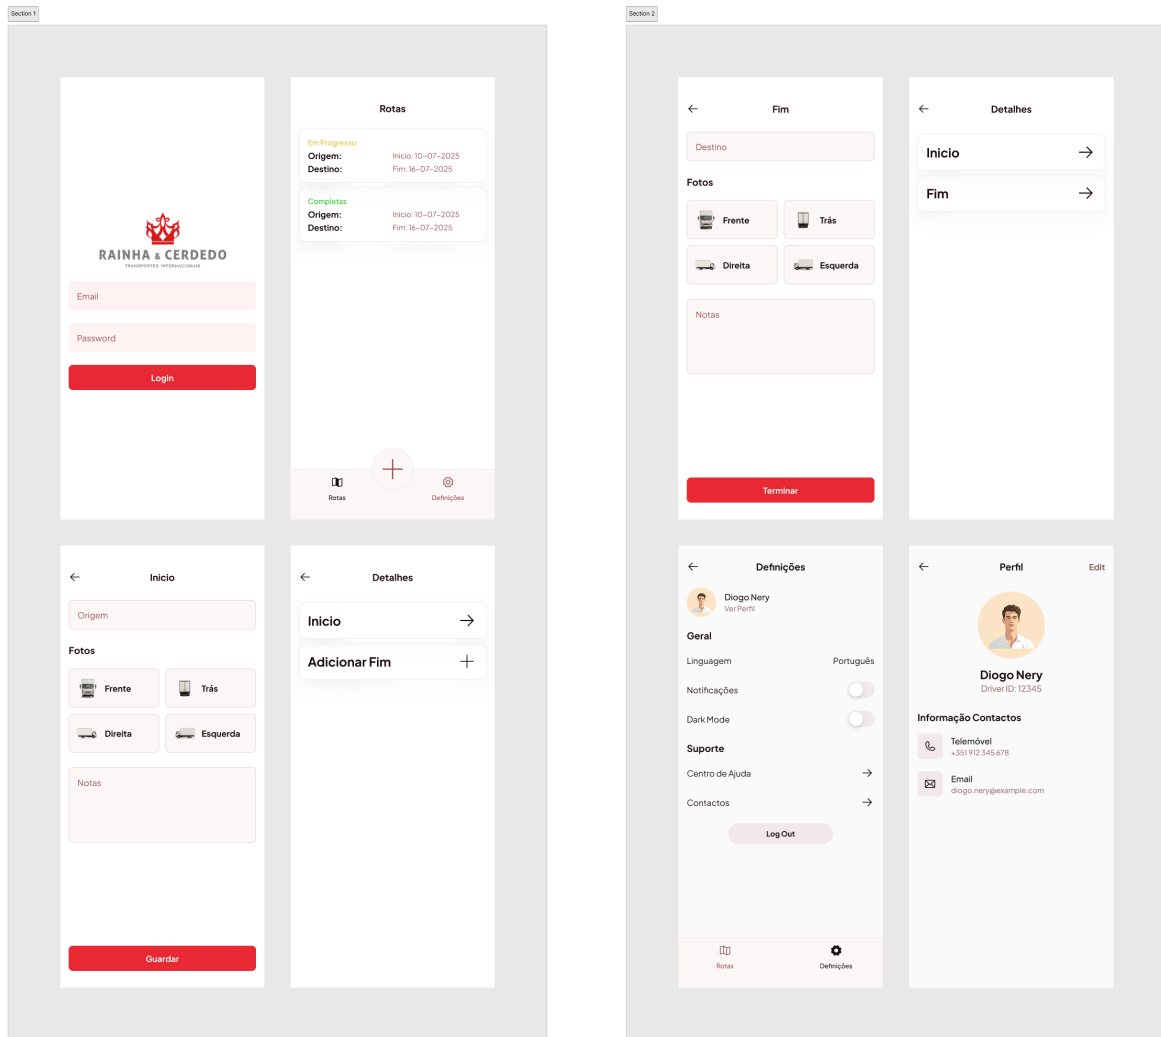 Section 1
RAINHA & CERDEDO
TRANSPORTES INTERNACIONAIS
Email
Password
Login
Rotas
Em Progresso
Origem: Inicio: 10-07-2025
Destino: Fim: 16-07-2025
Completas
Origem: Inicio: 10-07-2025
Destino: Fim: 16-07-2025
Rotas Definições
Inicio
Origem
Fotos
Frente Trás
Direita Esquerda
Notas
Guardar
Detalhes
Inicio
Adicionar Fim
Section 2
Fim
Destino
Fotos
Frente Trás
Direita Esquerda
Notas
Terminar
Detalhes
Inicio
Fim
Definições
Diogo Nery
Ver Perfil
Geral
Linguagem Português
Notificações
Dark Mode
Suporte
Centro de Ajuda
Contactos
Log Out
Rotas Definições
Perfil Edit
Diogo Nery
Driver ID: 12345
Informação Contactos
Telemóvel
+351 912 345 678
Email
diogo.nery@example.com